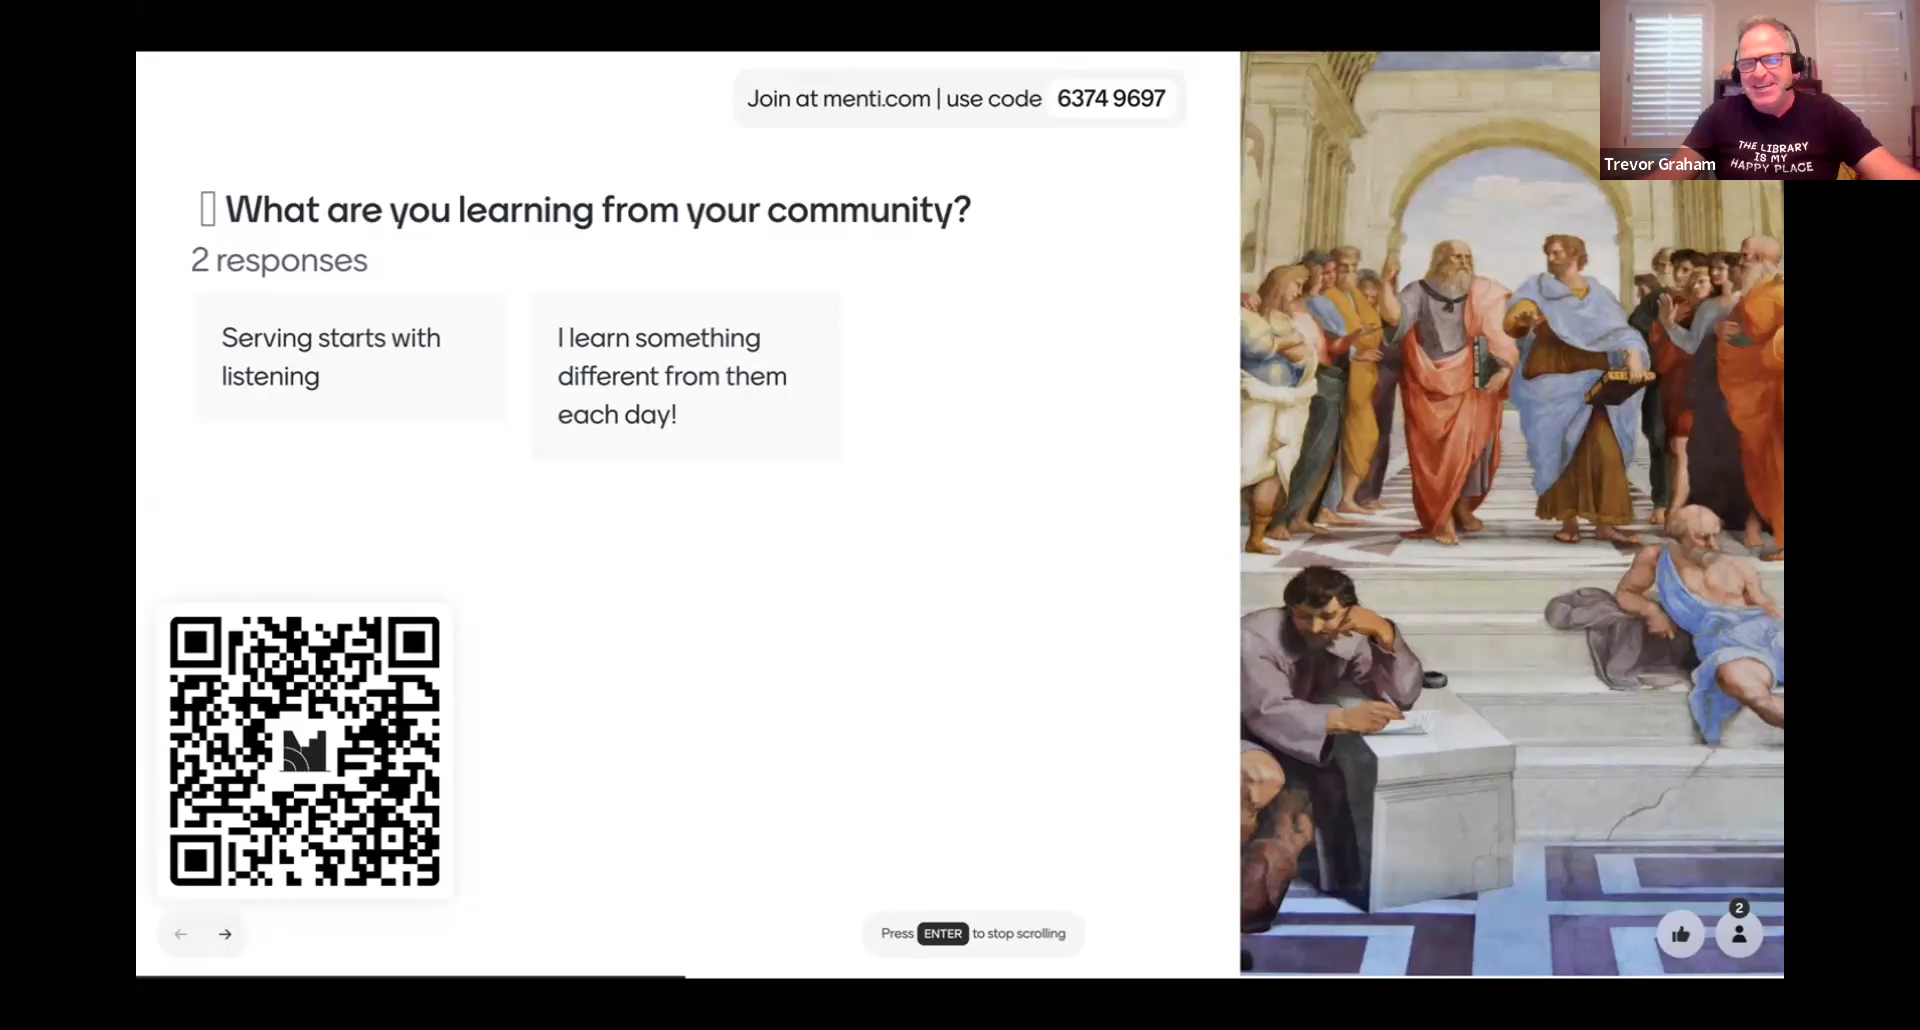 Join at menti.com | use code 6374 9697
What are you learning from your community?
2 responses
Serving starts with
listening
I learn something
different from them
each day!
Press ENTER to stop scrolling
2
THE LIBRARY
IS MY
HAPPY PLACE
Trevor Graham